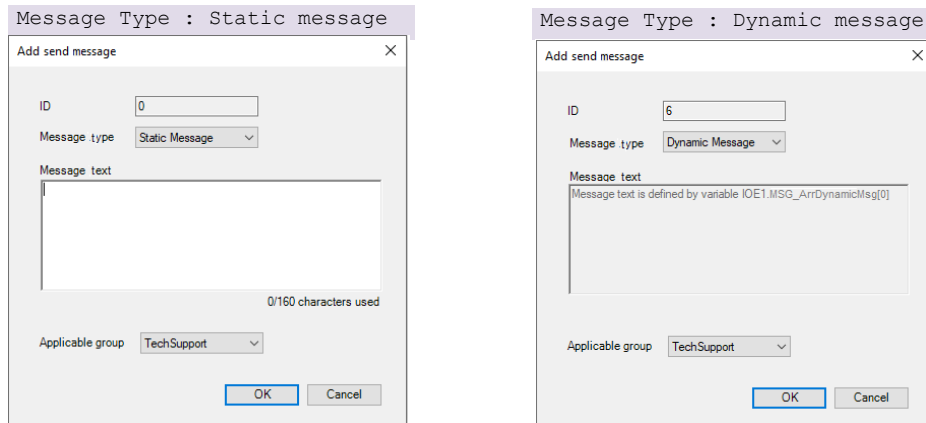 Message Type : Static message
Add send message
ID 0
Message .type Static Message
Message text
0/160 characters used
Applicable group TechSupport
OK Cancel
Message Type : Dynamic message
Add send message
ID 6
Message .type Dynamic Message
Message text
Message text is defined by variable IOE1.MSG_ArrDynamicMsg[0]
Applicable group TechSupport
OK Cancel